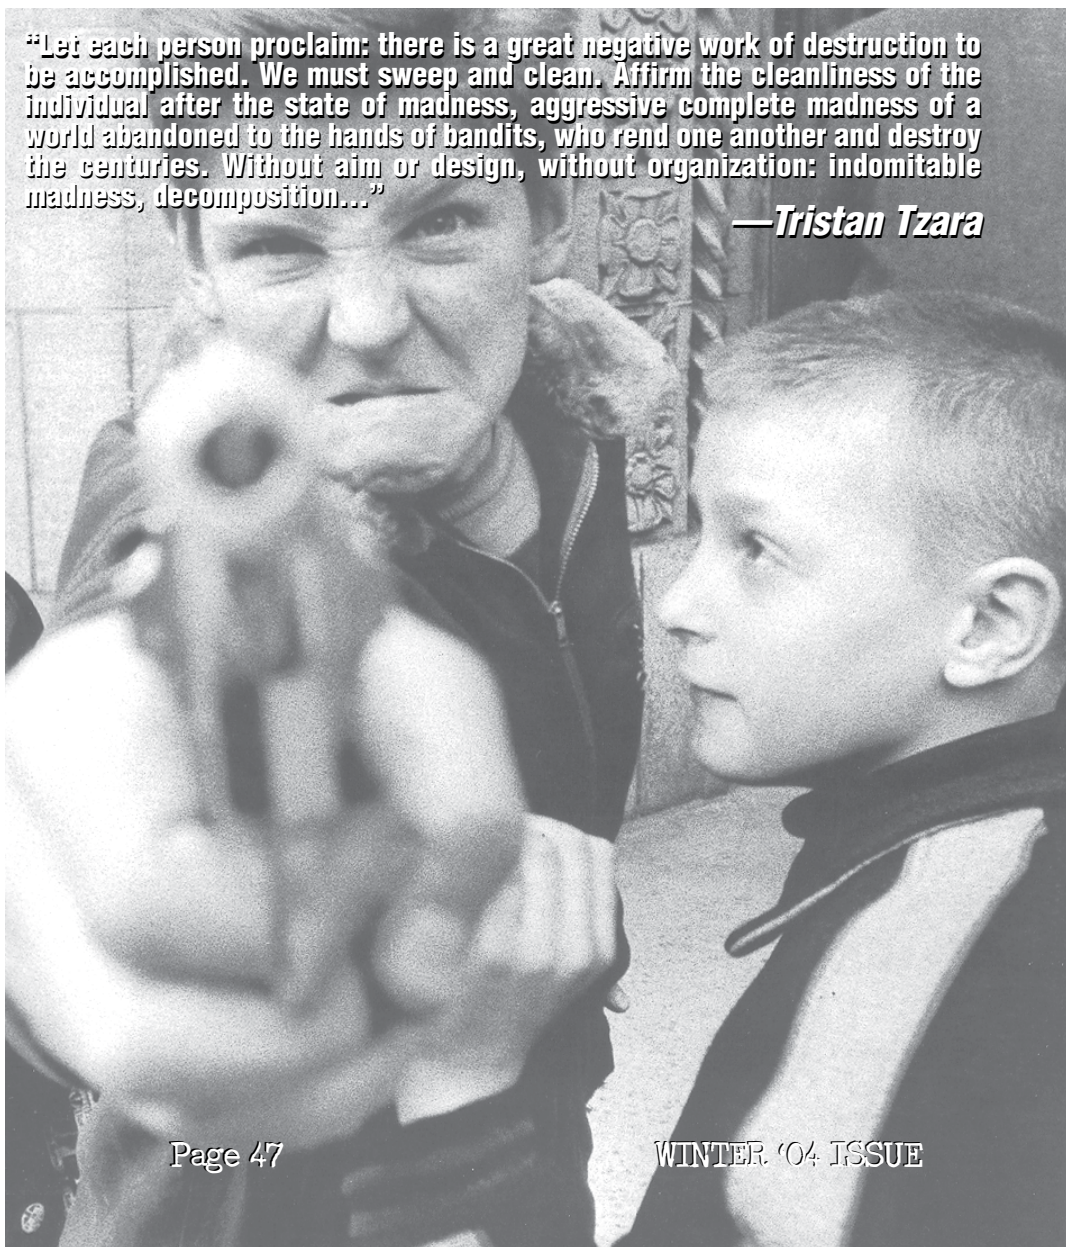 “Let each person proclaim: there is a great negative work of destruction to
be accomplished. We must sweep and clean. Affirm the cleanliness of the
individual after the state of madness, aggressive complete madness of a
world abandoned to the hands of bandits, who rend one another and destroy
the centuries. Without aim or design, without organization: indomitable
madness, decomposition...”
—Tristan Tzara
Page 47
WINTER ‘04 ISSUE